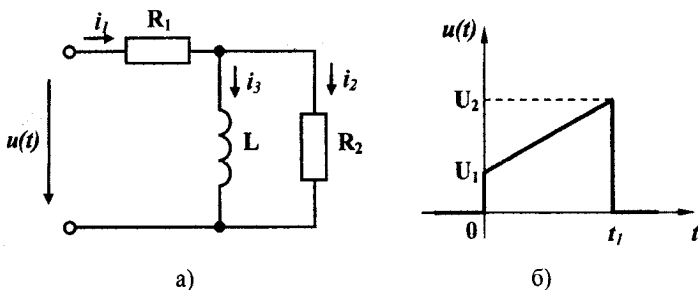 i₁ R₁
i₃ i₂
u(t) L R₂
а)
u(t)
U₂
U₁
0 t₁ t
б)